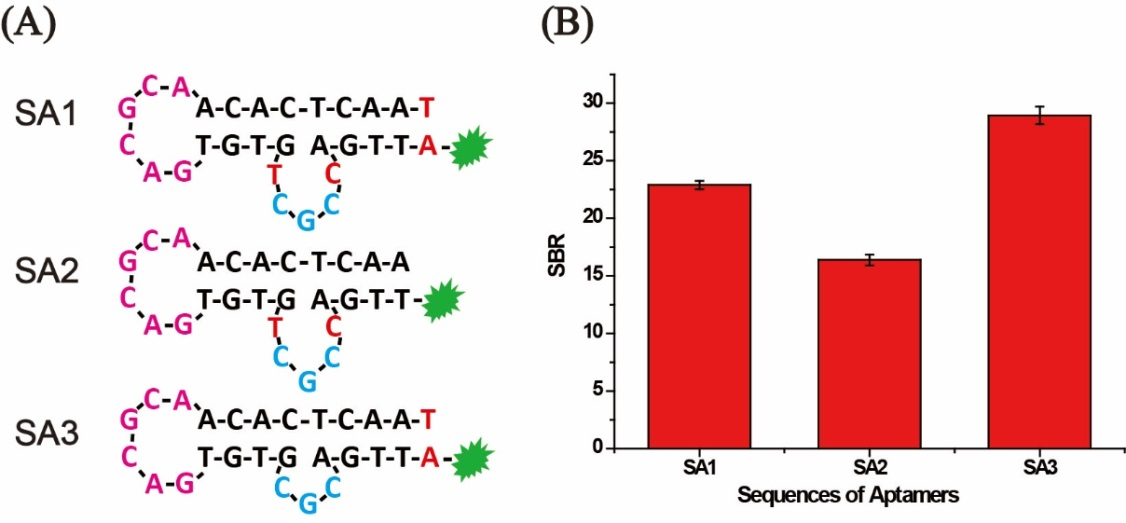 (A)
SA1
C-A
G A-C-A-C-T-C-A-A-T
C T-G-T-G A-G-T-T-A-
A-G T C
C C
G
SA2
C-A
G A-C-A-C-T-C-A-A
C T-G-T-G A-G-T-T-
A-G T C
C C
G
SA3
C-A
G A-C-A-C-T-C-A-A-T
C T-G-T-G A-G-T-T-A-
A-G C C
G
(B)
SBR
30
25
20
15
10
5
0
SA1 SA2 SA3
Sequences of Aptamers